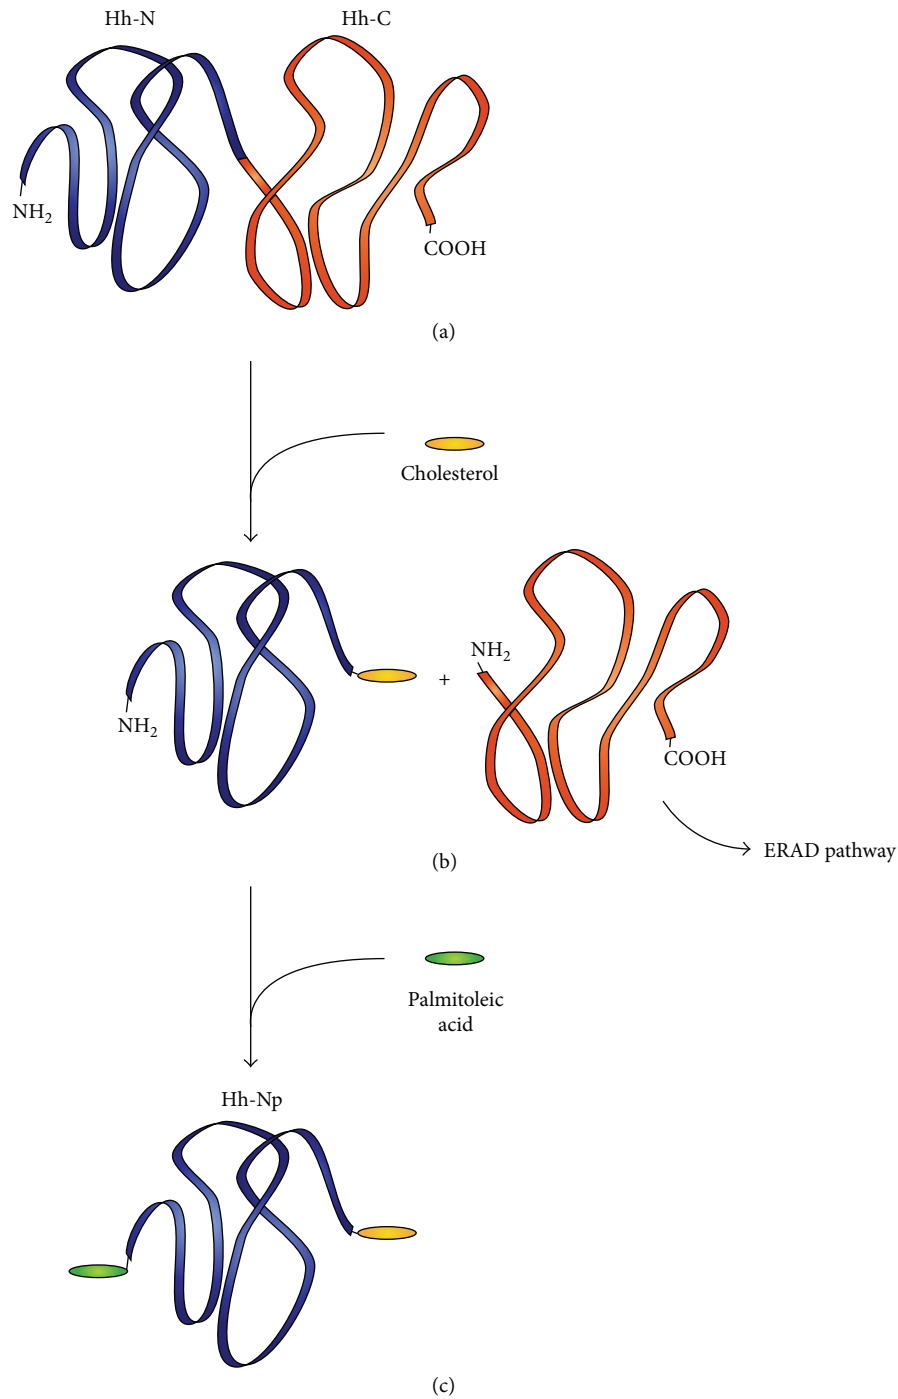 Hh-N
Hh-C
NH2
COOH
(a)
Cholesterol
NH2
+
NH2
COOH
ERAD pathway
(b)
Palmitoleic
acid
Hh-Np
(c)